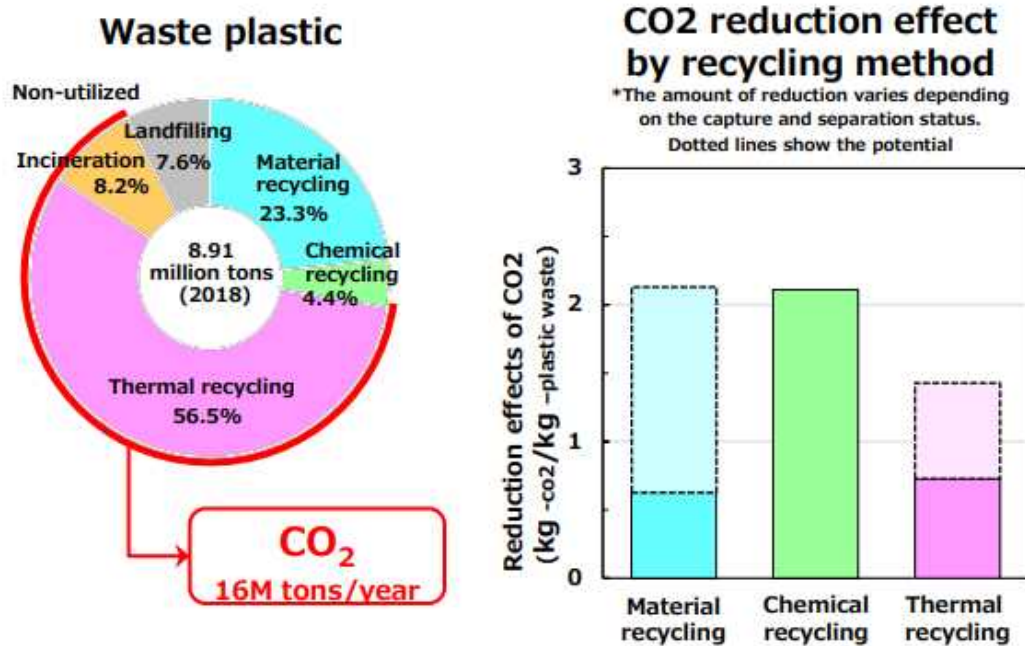 Waste plastic
Non-utilized
Landfilling
7.6%
Incineration
8.2%
Material
recycling
23.3%
Chemical
recycling
4.4%
8.91
million tons
(2018)
Thermal recycling
56.5%
CO2
16M tons/year
CO2 reduction effect
by recycling method
*The amount of reduction varies depending
on the capture and separation status.
Dotted lines show the potential
Reduction effects of CO2
(kg -co2/kg -plastic waste)
3
2
1
0
Material
recycling
Chemical
recycling
Thermal
recycling